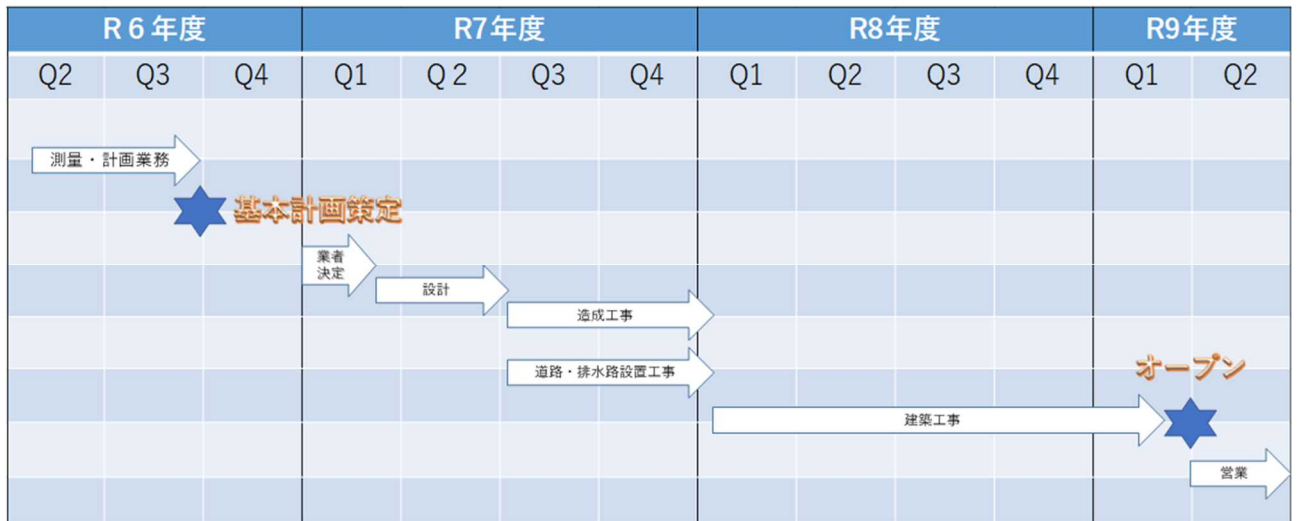 R６年度 R7年度 R8年度 R9年度
Q2 Q3 Q4 Q1 Q２ Q3 Q4 Q1 Q2 Q3 Q4 Q1 Q2
測量・計画業務
基本計画策定
業者
決定
設計
造成工事
道路・排水路設置工事
オープン
建築工事
営業